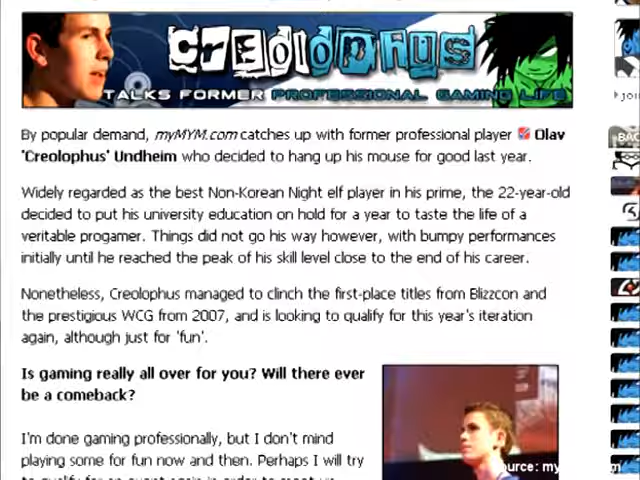 CREOLOPHUS
TALKS FORMER PROFESSIONAL GAMING LIFE
By popular demand, myMYM.com catches up with former professional player Olav
'Creolophus' Undheim who decided to hang up his mouse for good last year.
Widely regarded as the best Non-Korean Night elf player in his prime, the 22-year-old
decided to put his university education on hold for a year to taste the life of a
veritable progamer. Things did not go his way however, with bumpy performances
initially until he reached the peak of his skill level close to the end of his career.
Nonetheless, Creolophus managed to clinch the first-place titles from Blizzcon and
the prestigious WCG from 2007, and is looking to qualify for this year's iteration
again, although just for 'fun'.
Is gaming really all over for you? Will there ever
be a comeback?
I'm done gaming professionally, but I don't mind
playing some for fun now and then. Perhaps I will try